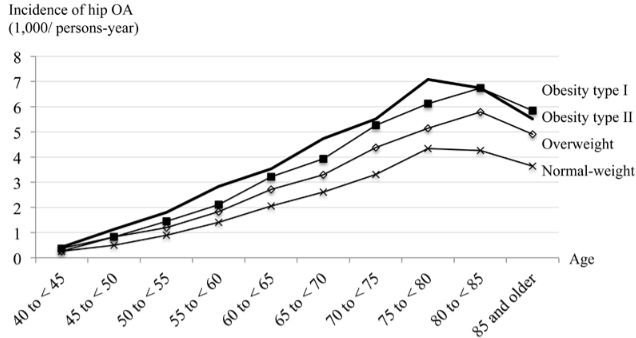 Incidence of hip OA
(1,000/ persons-year)
8
7
6
5
4
3
2
1
0
Obesity type I
Obesity type II
Overweight
Normal-weight
Age
40 to < 45
45 to < 50
50 to < 55
55 to < 60
60 to < 65
65 to < 70
70 to < 75
75 to < 80
80 to < 85
85 and older